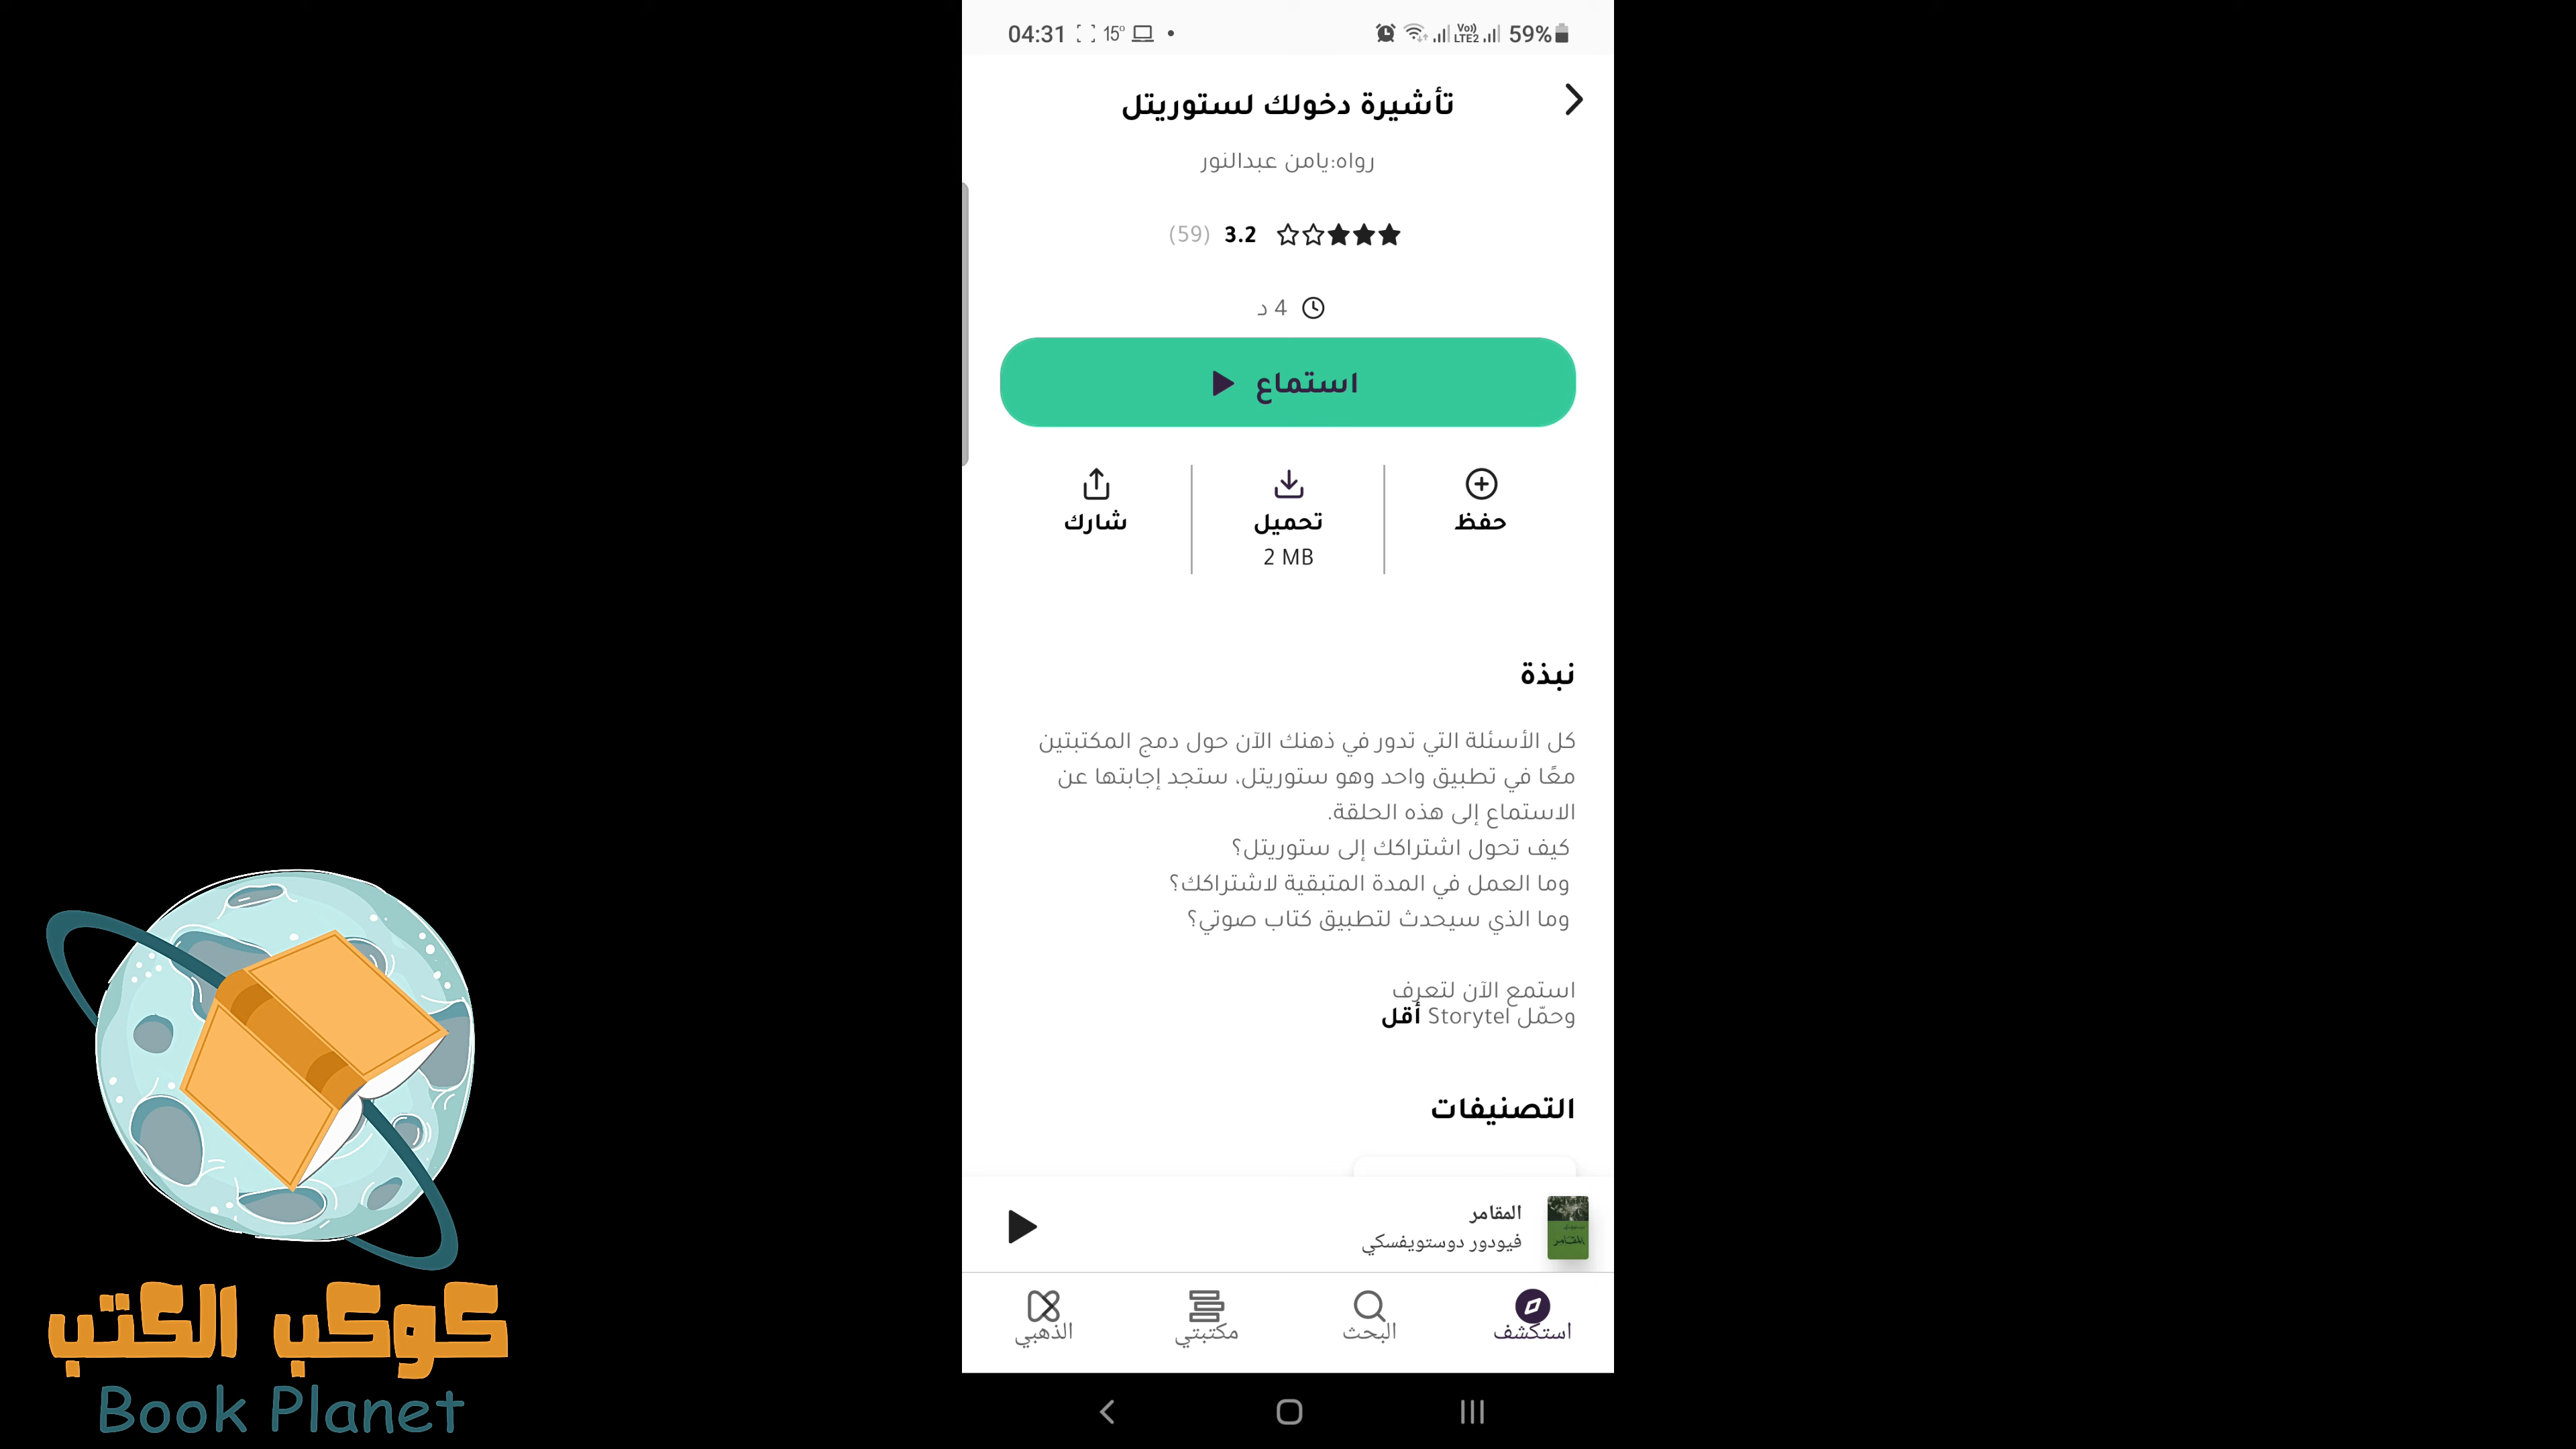 04:31 15° Vo)) LTE2 59%
تأشيرة دخولك لستوريتل
رواه:يامن عبدالنور
3.2 (59)
4 د
استماع
حفظ
تحميل
2 MB
شارك
نبذة
كل الأسئلة التي تدور في ذهنك الآن حول دمج المكتبتين
معًا في تطبيق واحد وهو ستوريتل، ستجد إجابتها عن
الاستماع إلى هذه الحلقة.
كيف تحول اشتراكك إلى ستوريتل؟
وما العمل في المدة المتبقية لاشتراكك؟
وما الذي سيحدث لتطبيق كتاب صوتي؟
استمع الآن لتعرف
وحمّل Storytel أقل
التصنيفات
المقامر
فيودور دوستويفسكي
المقامر
استكشف
البحث
مكتبتي
الذهبي
كوكب الكتب
Book Planet